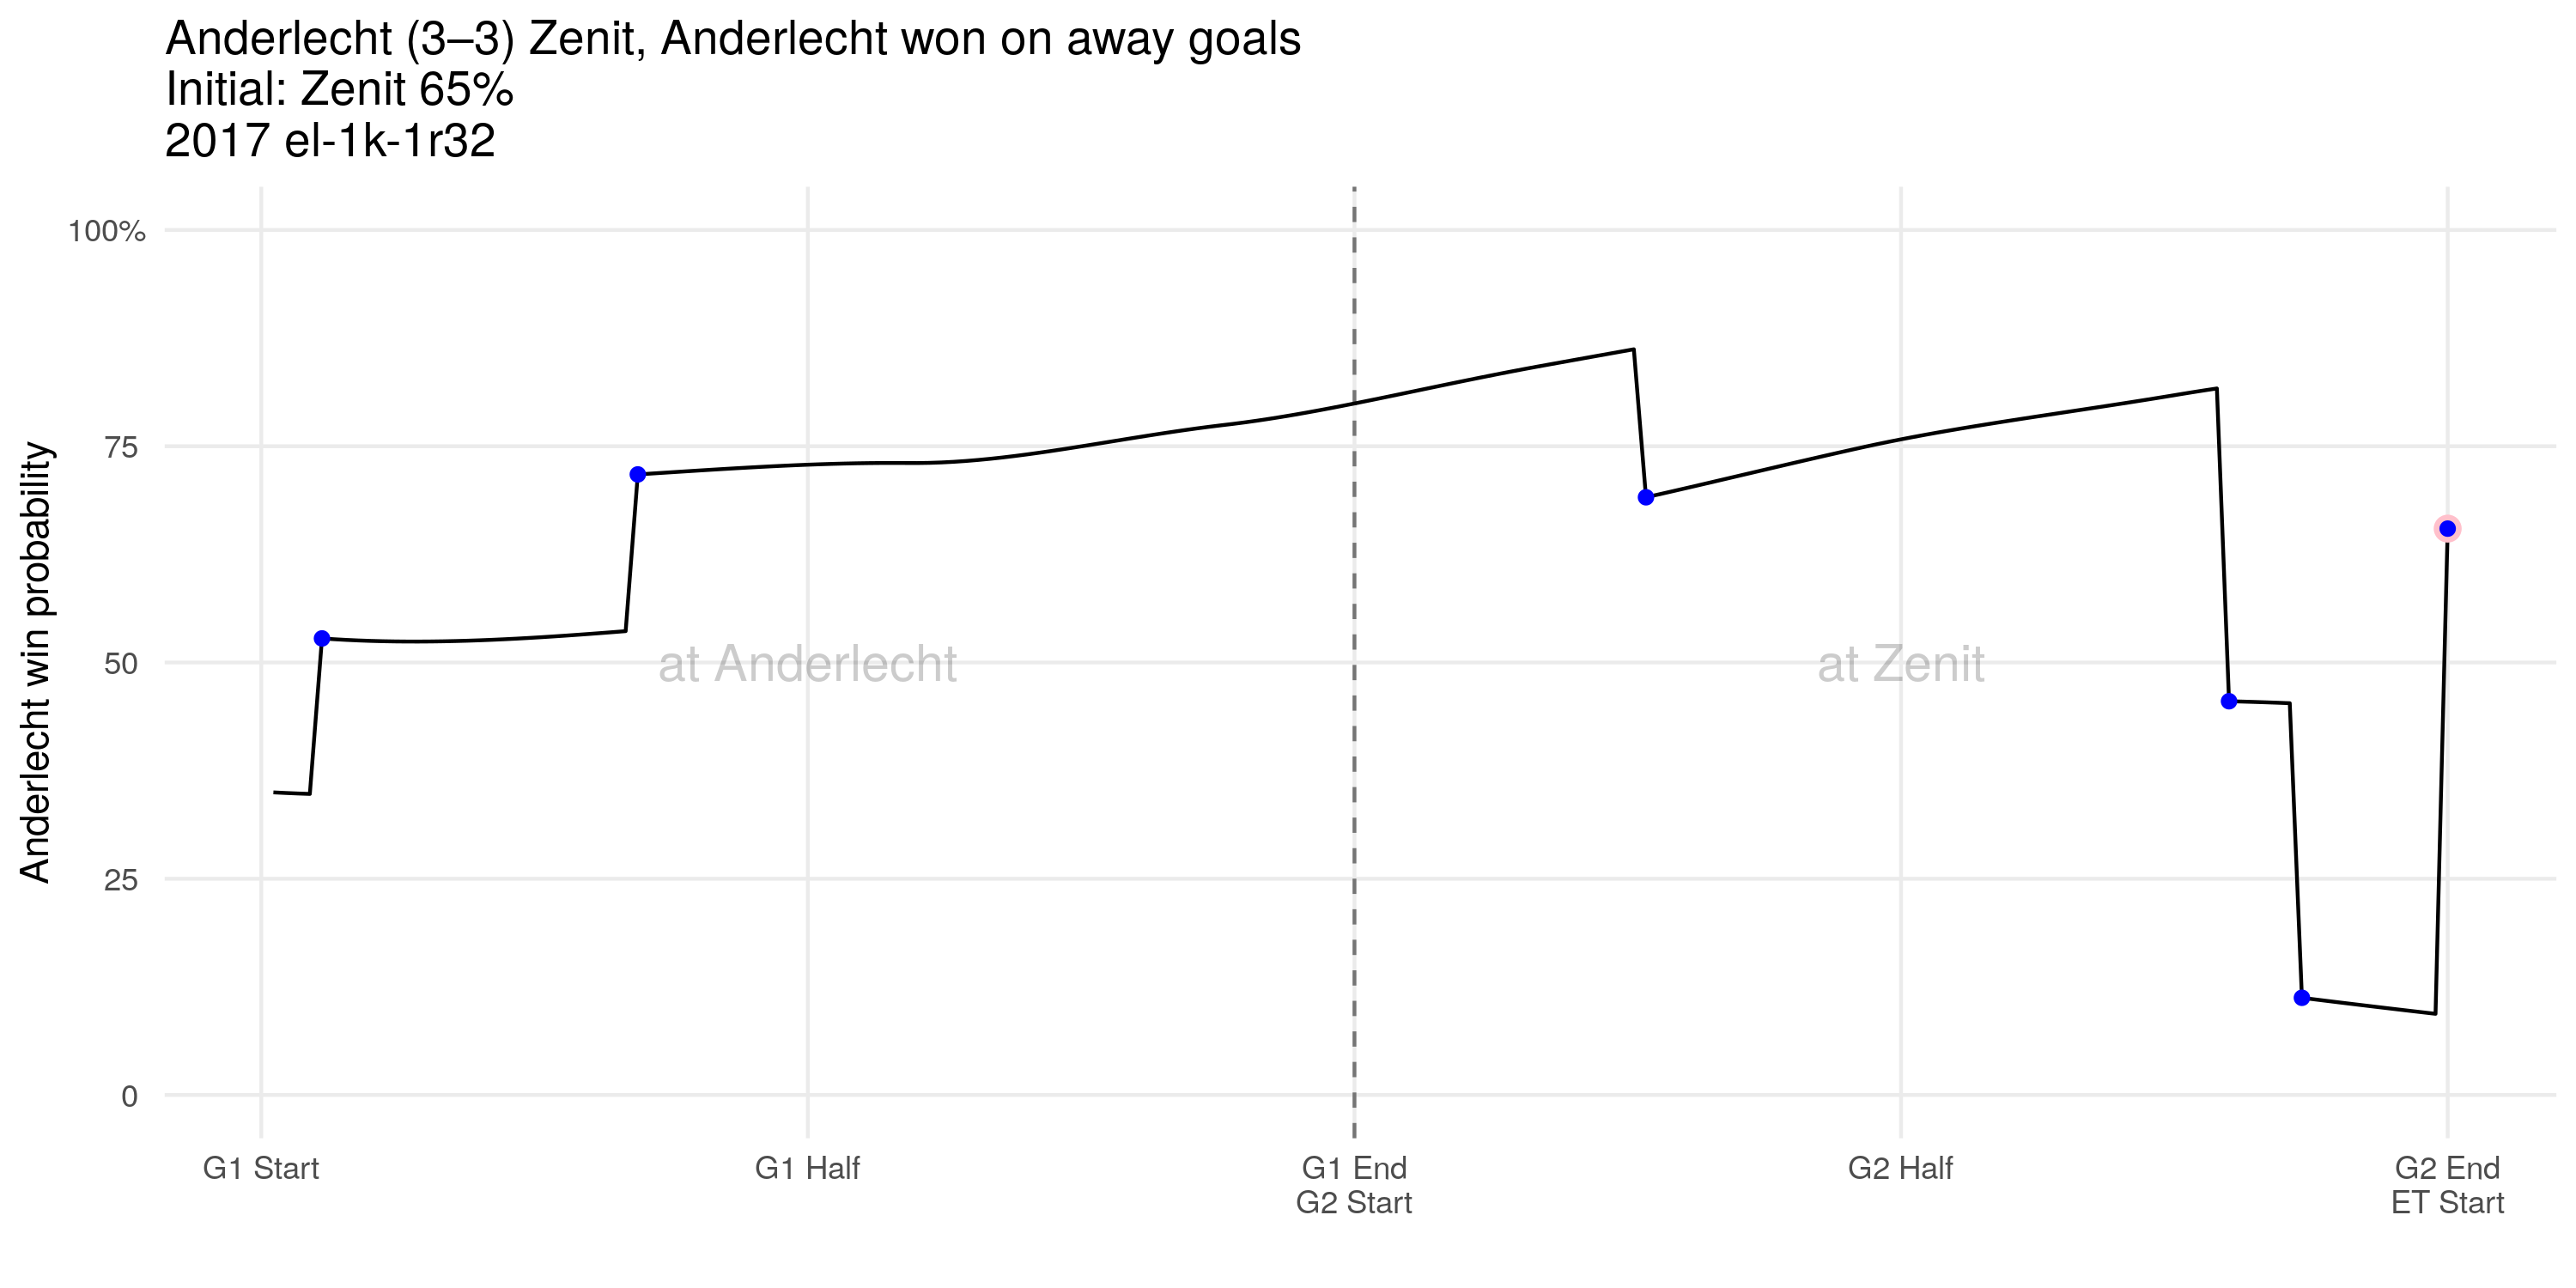 Anderlecht (3–3) Zenit, Anderlecht won on away goals
Initial: Zenit 65%
2017 el-1k-1r32
Anderlecht win probability
100%
75
50
25
0
at Anderlecht
at Zenit
G1 Start
G1 Half
G1 End
G2 Start
G2 Half
G2 End
ET Start